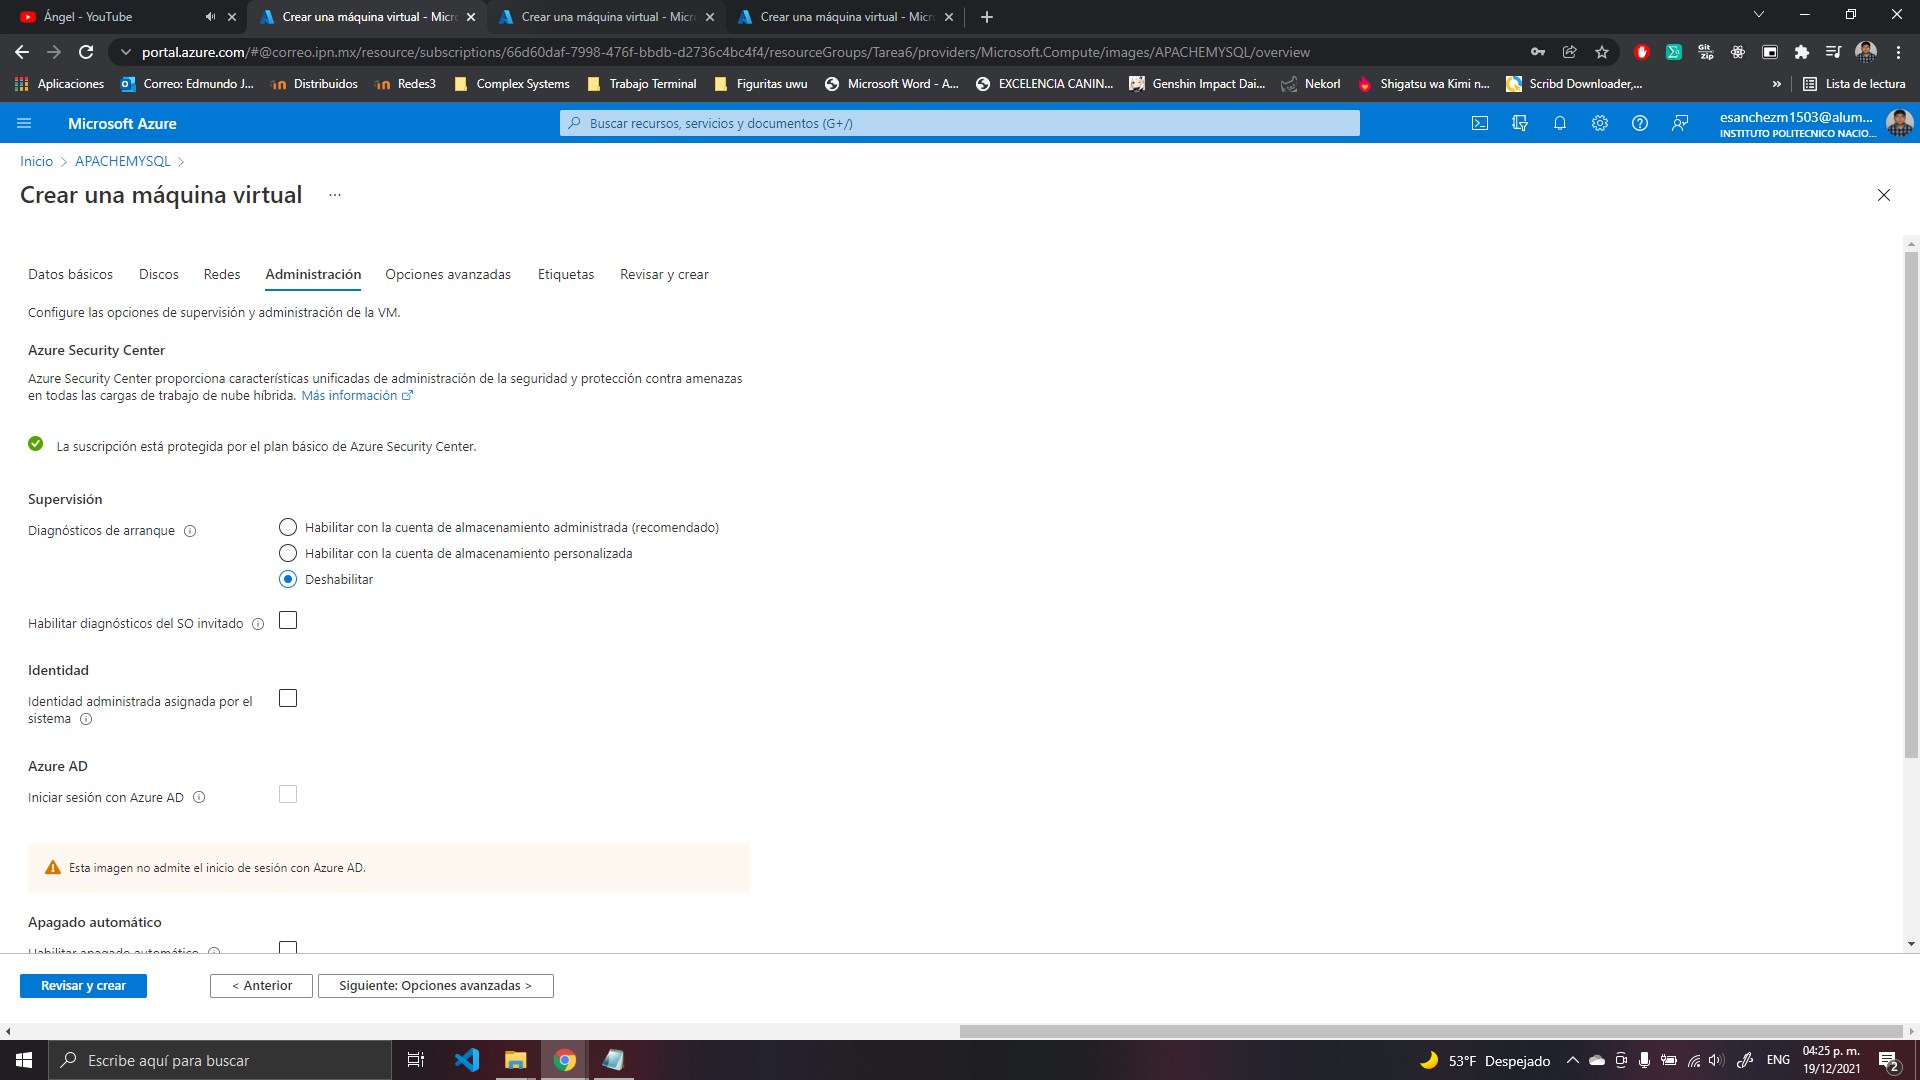 Ángel - YouTube
Crear una máquina virtual - Micr
Crear una máquina virtual - Micr
Crear una máquina virtual - Micr
portal.azure.com/#@correo.ipn.mx/resource/subscriptions/66d60daf-7998-476f-bbdb-d2736c4bc4f4/resourceGroups/Tarea6/providers/Microsoft.Compute/images/APACHEMYSQL/overview
Git
zip
Aplicaciones
Correo: Edmundo J...
Distribuidos
Redes3
Complex Systems
Trabajo Terminal
Figuritas uwu
Microsoft Word - A...
EXCELENCIA CANIN...
Genshin Impact Dai...
Nekorl
Shigatsu wa Kimi n...
Scribd Downloader,...
»
Lista de lectura
Microsoft Azure
Buscar recursos, servicios y documentos (G+/)
esanchezm1503@alum...
INSTITUTO POLITECNICO NACIO...
Inicio > APACHEMYSQL >
Crear una máquina virtual ...
Datos básicos
Discos
Redes
Administración
Opciones avanzadas
Etiquetas
Revisar y crear
Configure las opciones de supervisión y administración de la VM.
Azure Security Center
Azure Security Center proporciona características unificadas de administración de la seguridad y protección contra amenazas
en todas las cargas de trabajo de nube híbrida. Más información
La suscripción está protegida por el plan básico de Azure Security Center.
Supervisión
Diagnósticos de arranque
Habilitar con la cuenta de almacenamiento administrada (recomendado)
Habilitar con la cuenta de almacenamiento personalizada
Deshabilitar
Habilitar diagnósticos del SO invitado
Identidad
Identidad administrada asignada por el
sistema
Azure AD
Iniciar sesión con Azure AD
Esta imagen no admite el inicio de sesión con Azure AD.
Apagado automático
Habilitar apagado automático
Revisar y crear
< Anterior
Siguiente: Opciones avanzadas >
Escribe aquí para buscar
53°F Despejado
ENG
04:25 p. m.
19/12/2021
2